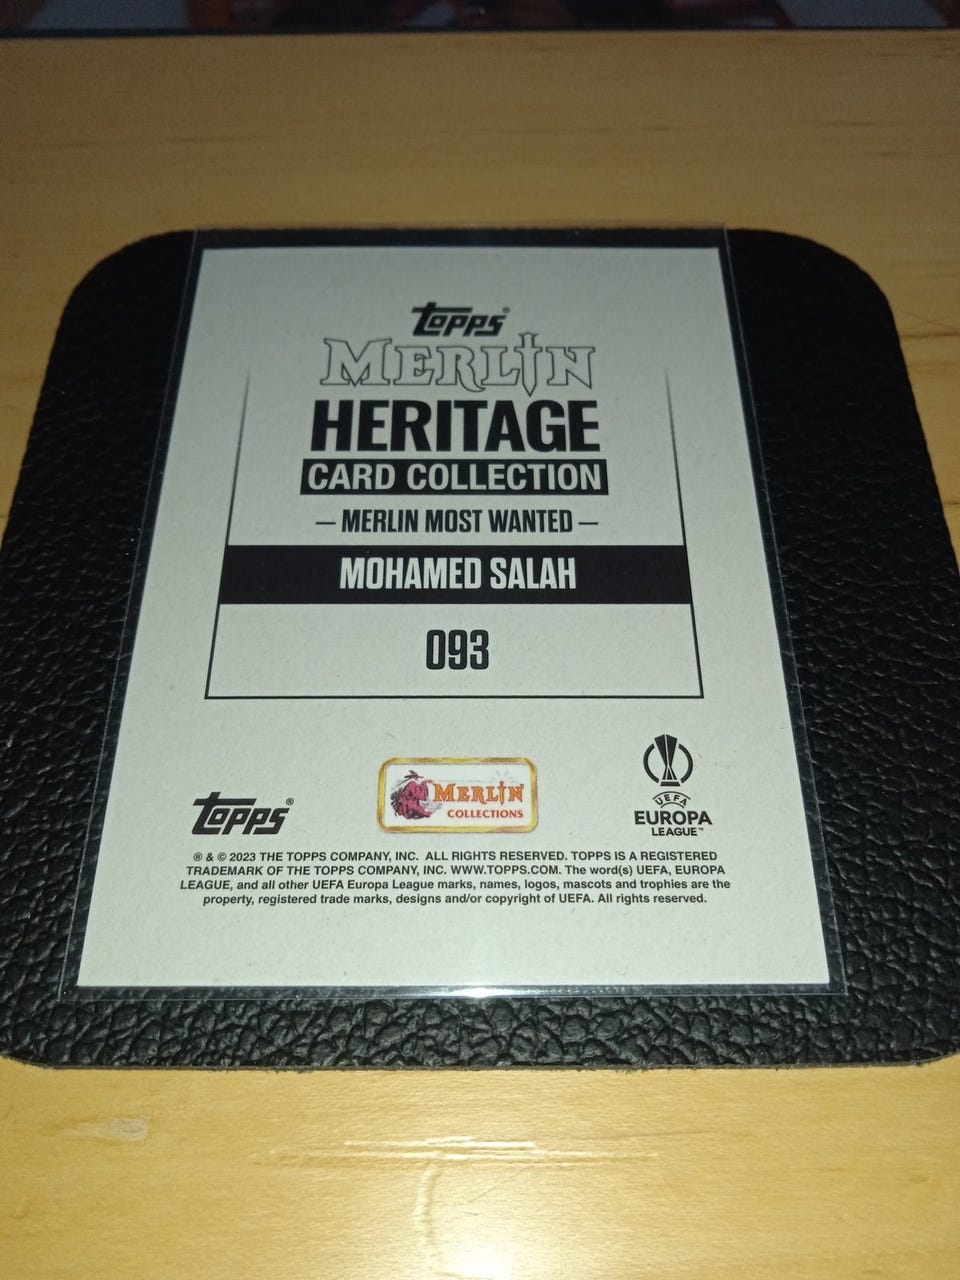 Topps®
MERLIN
HERITAGE
CARD COLLECTION
– MERLIN MOST WANTED –
MOHAMED SALAH
093
Topps®
MERLIN
COLLECTIONS
UEFA
EUROPA
LEAGUE™
® & © 2023 THE TOPPS COMPANY, INC. ALL RIGHTS RESERVED. TOPPS IS A REGISTERED
TRADEMARK OF THE TOPPS COMPANY, INC. WWW.TOPPS.COM. The word(s) UEFA, EUROPA
LEAGUE, and all other UEFA Europa League marks, names, logos, mascots and trophies are the
property, registered trade marks, designs and/or copyright of UEFA. All rights reserved.